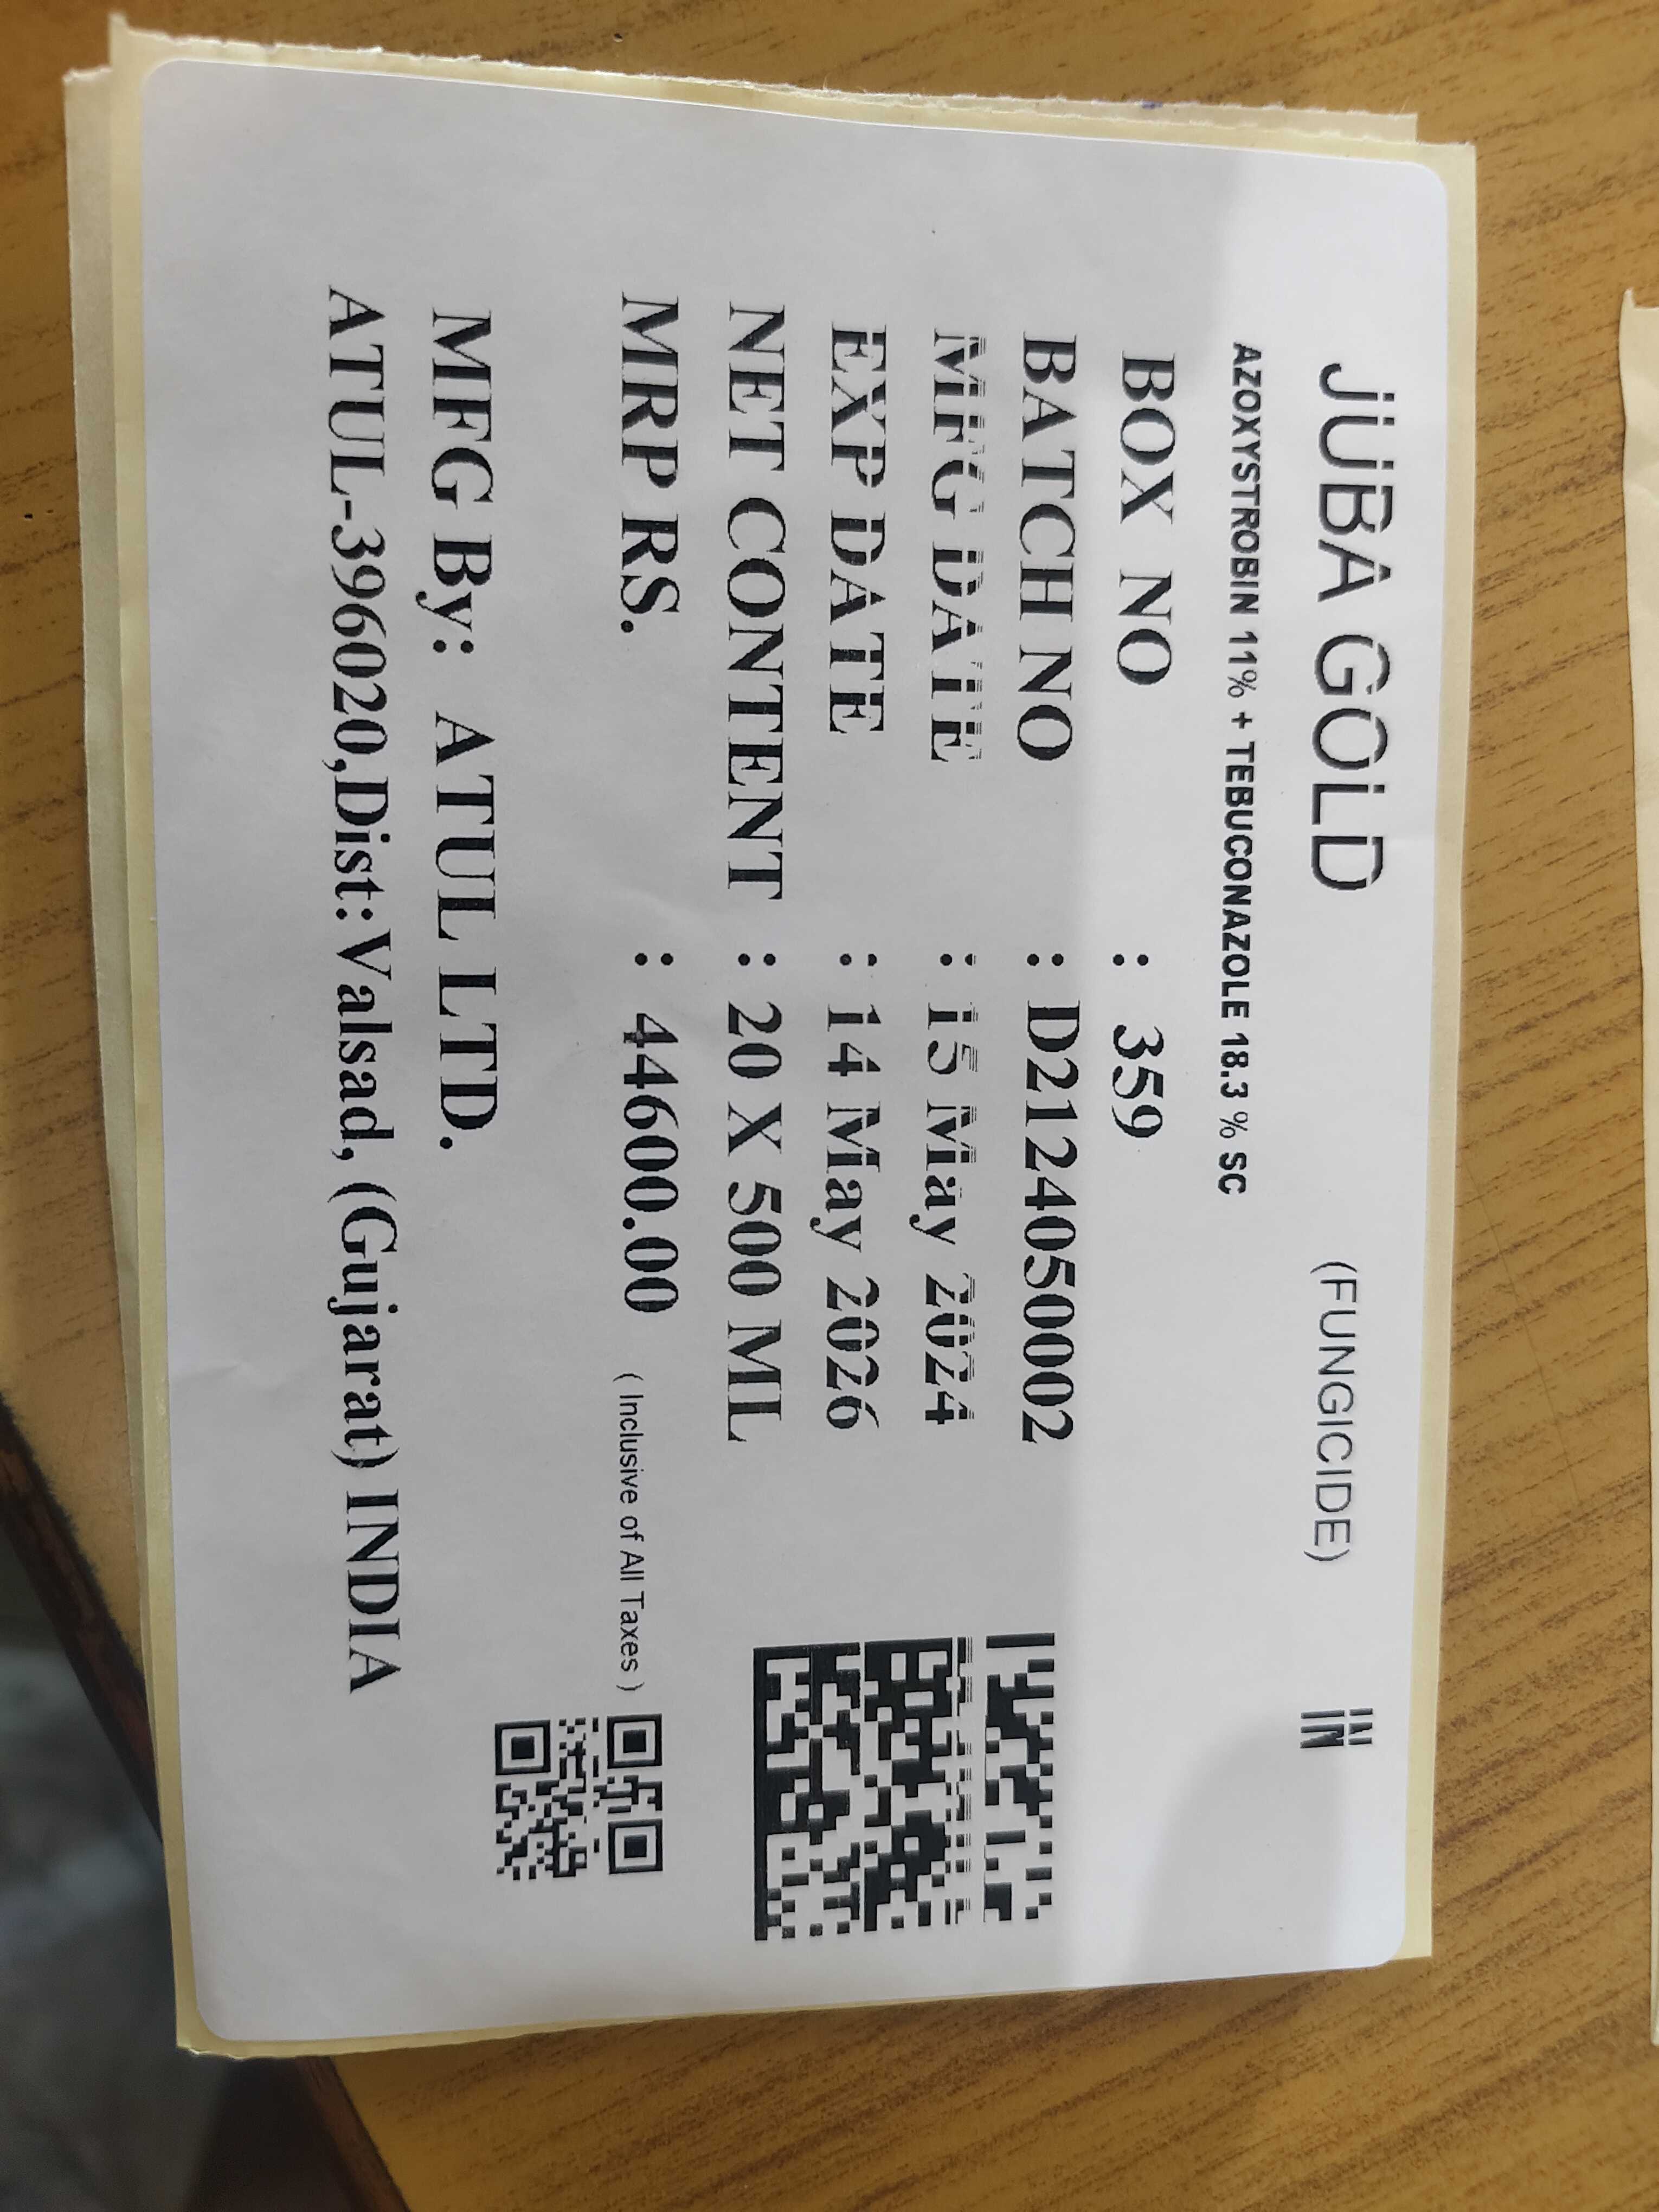 JUBA GOLD (FUNGICIDE) IN
AZOXYSTROBIN 11% + TEBUCONAZOLE 18.3 % SC
BOX NO : 359
BATCH NO : D2124050002
MFG DATE : 15 May 2024
EXP DATE : 14 May 2026
NET CONTENT : 20 X 500 ML
MRP RS. : 44600.00 ( Inclusive of All Taxes )
MFG By: ATUL LTD.
ATUL-396020,Dist:Valsad, (Gujarat) INDIA